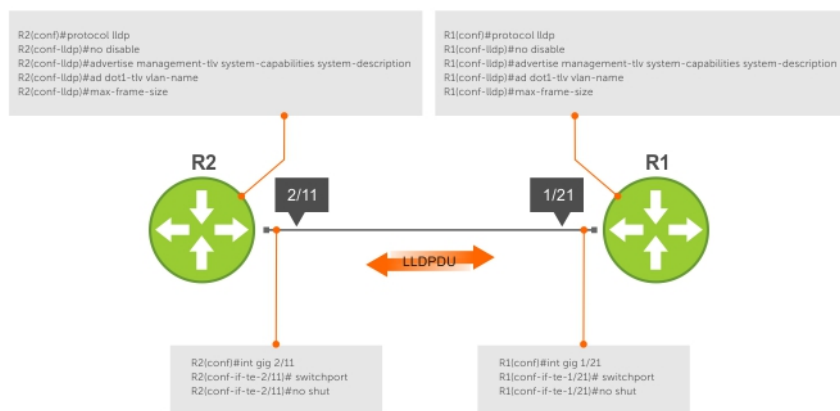 R2(conf)#protocol lldp
R2(conf-lldp)#no disable
R2(conf-lldp)#advertise management-tlv system-capabilities system-description
R2(conf-lldp)#ad dot1-tlv vlan-name
R2(conf-lldp)#max-frame-size
R1(conf)#protocol lldp
R1(conf-lldp)#no disable
R1(conf-lldp)#advertise management-tlv system-capabilities system-description
R1(conf-lldp)#ad dot1-tlv vlan-name
R1(conf-lldp)#max-frame-size
R2
R1
2/11
1/21
LLDPDU
R2(conf)#int gig 2/11
R2(conf-if-te-2/11)# switchport
R2(conf-if-te-2/11)#no shut
R1(conf)#int gig 1/21
R1(conf-if-te-1/21)# switchport
R1(conf-if-te-1/21)#no shut